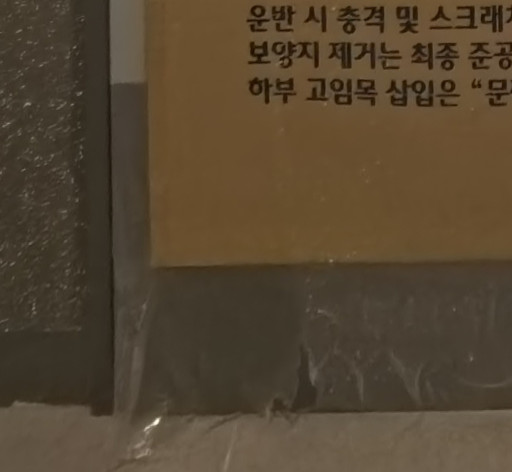 운반 시 충격 및 스크래
보양지 제거는 최종 준공
하부 고임목 삽입은 “문